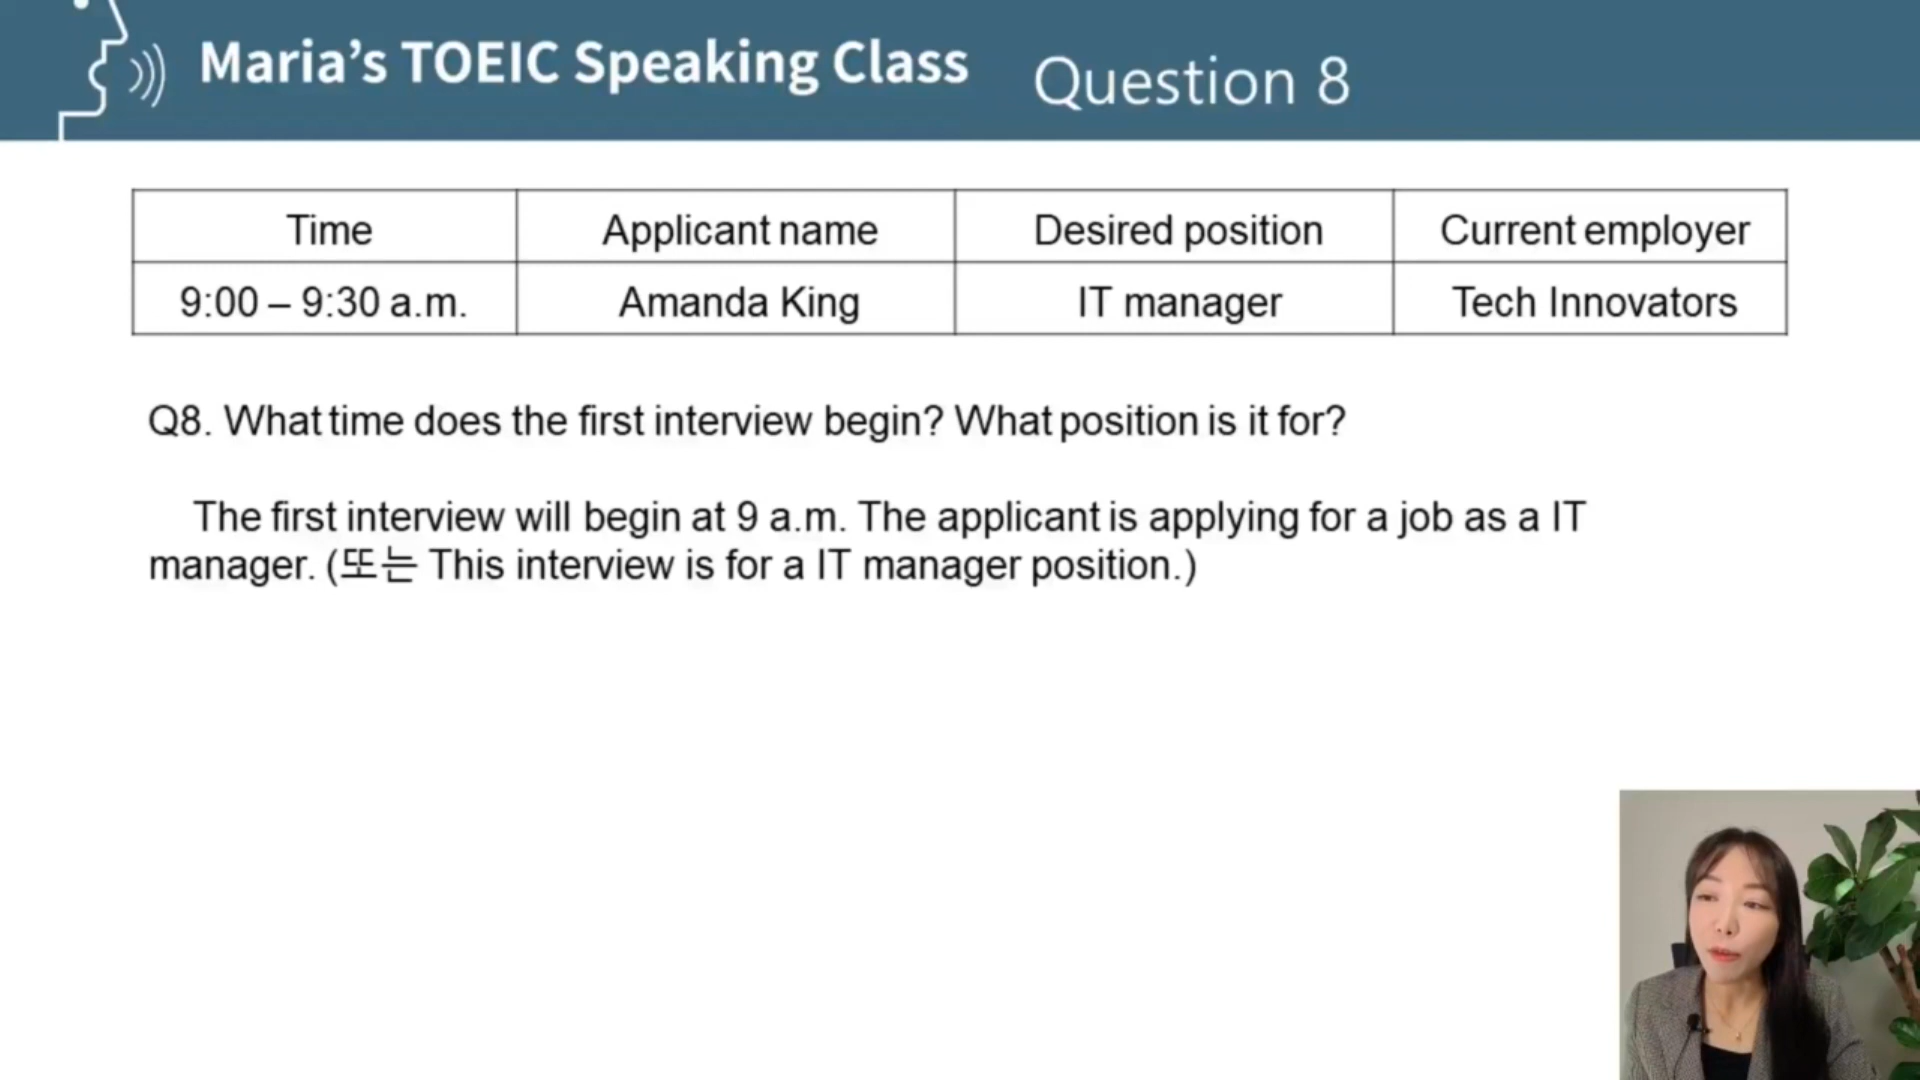 Maria's TOEIC Speaking Class Question 8
Time Applicant name Desired position Current employer
9:00 – 9:30 a.m. Amanda King IT manager Tech Innovators
Q8. What time does the first interview begin? What position is it for?
The first interview will begin at 9 a.m. The applicant is applying for a job as a IT
manager. (또는 This interview is for a IT manager position.)